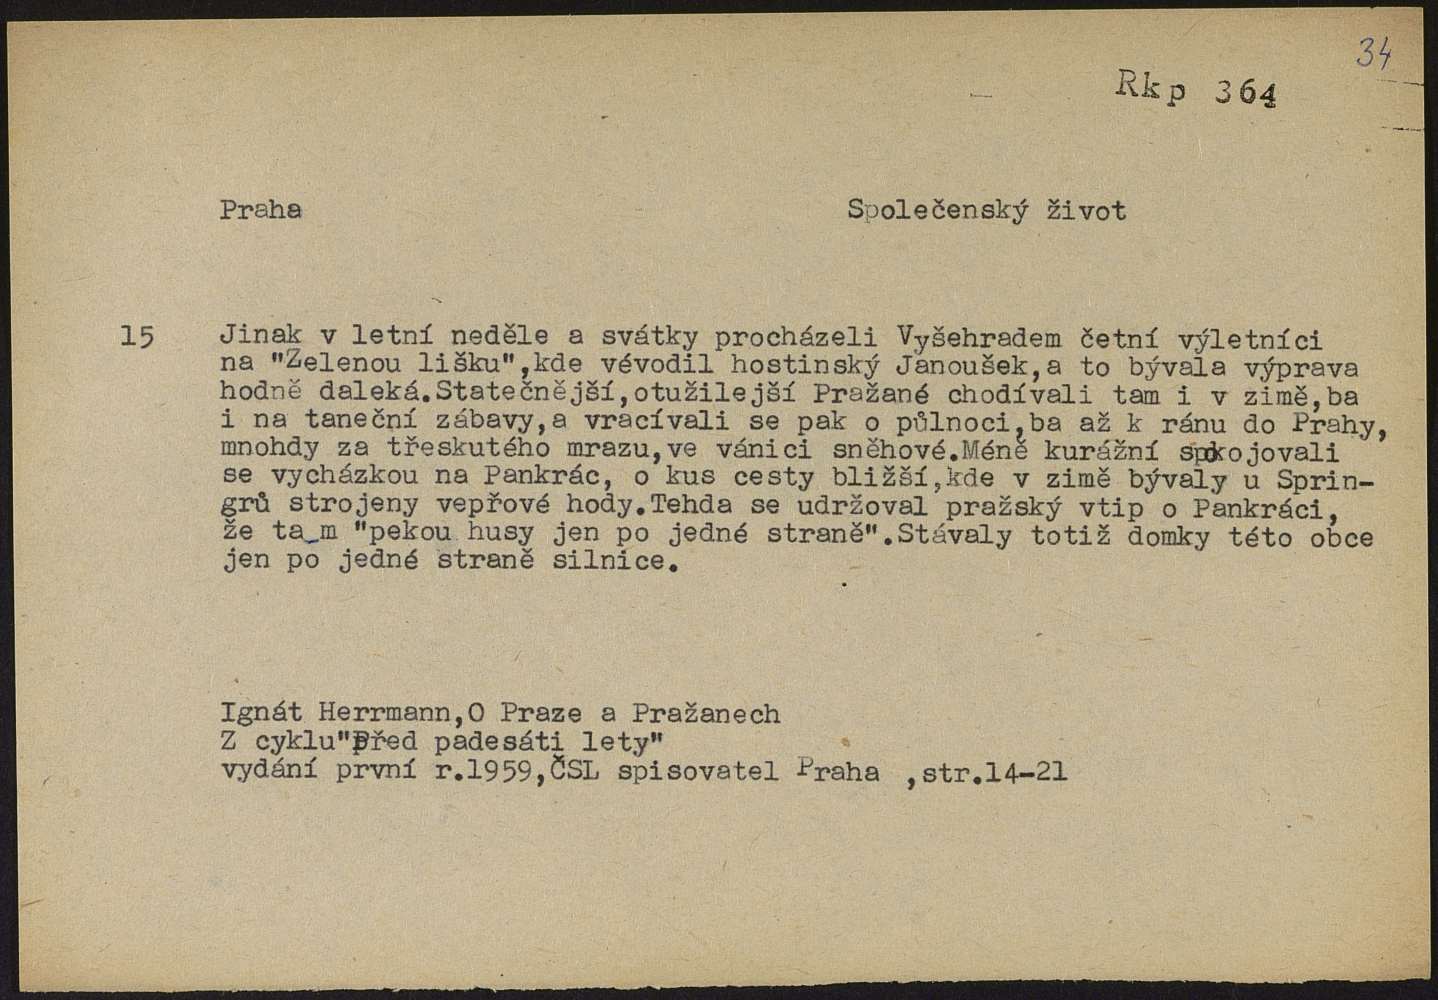 34
Rkp 364
Praha Společenský život
15 Jinak v letní neděle a svátky procházeli Vyšehradem četní výletníci
na "Zelenou lišku",kde vévodil hostinský Janoušek,a to bývala výprava
hodně daleká.Statečnější,otužilejší Pražané chodívali tam i v zimě,ba
i na taneční zábavy,a vracívali se pak o půlnoci,ba až k ránu do Prahy,
mnohdy za třeskutého mrazu,ve vánici sněhové.Méně kurážní spokojovali
se vycházkou na Pankrác, o kus cesty bližší,kde v zimě bývaly u Sprin-
grů strojeny vepřové hody.Tehda se udržoval pražský vtip o Pankráci,
že ta_m "pekou husy jen po jedné straně".Stávaly totiž domky této obce
jen po jedné straně silnice.
Ignát Herrmann,O Praze a Pražanech
Z cyklu"Před padesáti lety"
vydání první r.1959,ČSL spisovatel Praha ,str.14-21